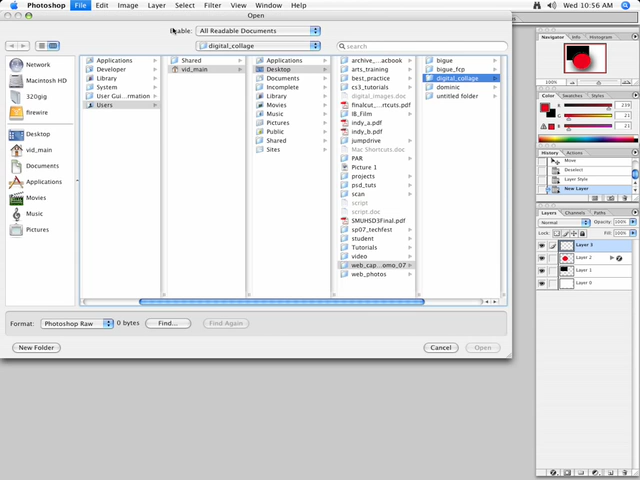 Photoshop File Edit Image Layer Select Filter View Window Help Wed 10:56 AM
Open
Enable: All Readable Documents
digital_collage
search
Network
Macintosh HD
320gig
firewire
Desktop
vid_main
Documents
Applications
Movies
Music
Pictures
Applications
Developer
Library
System
User Gui...rmation
Users
Shared
vid_main
Applications
Desktop
Documents
Incomplete
Library
Movies
Music
Pictures
Public
Shared
Sites
archive_...acbook
arts_training
best_practice
cs3_tutorials
digital_images.doc
finalcut_...rtcuts.pdf
IB_Film
indy_a.pdf
indy_b.pdf
jumpdrive
Mac Shortcuts.doc
PAR
Picture 1
projects
psd_tuts
scan
script
script.doc
SMUHSD3Final.pdf
sp07_techfest
student
Tutorials
video
web_cap...omo_07
web_photos
bigue
bigue_fcp
digital_collage
dominic
untitled folder
Format: Photoshop Raw 0 bytes Find... Find Again
New Folder Cancel Open
Navigator Info Histogram
100%
Color Swatches Styles
R 239
G 21
B 21
History Actions
Move
Deselect
Layer Style
New Layer
Layers Channels Paths
Normal Opacity: 100%
Lock: Fill: 100%
Layer 3
Layer 2
Layer 1
Layer 0